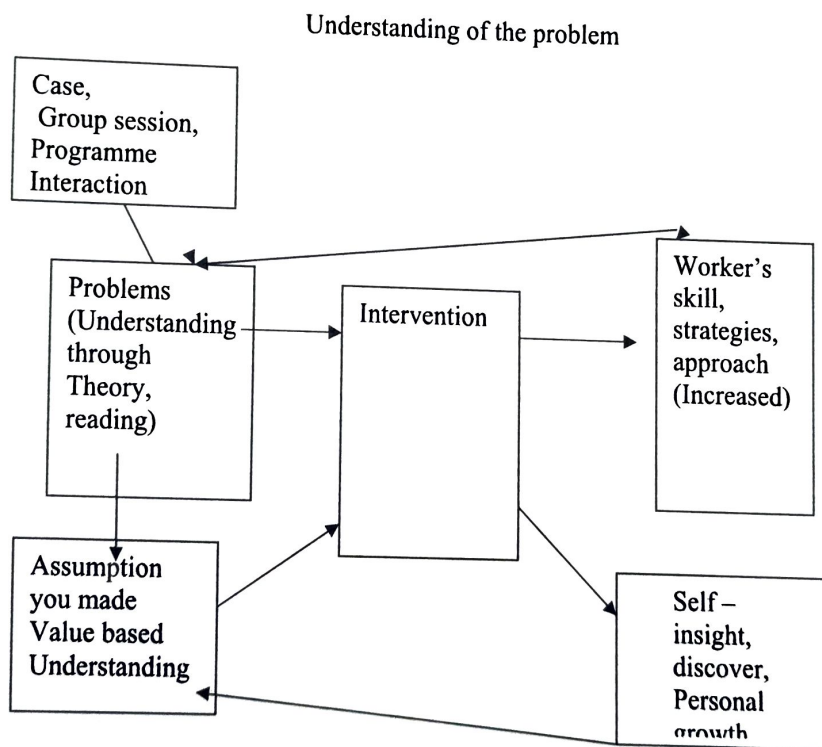 Understanding of the problem
Case,
Group session,
Programme
Interaction
Problems
(Understanding
through
Theory,
reading)
Intervention
Worker's
skill,
strategies,
approach
(Increased)
Assumption
you made
Value based
Understanding
Self –
insight,
discover,
Personal
growth